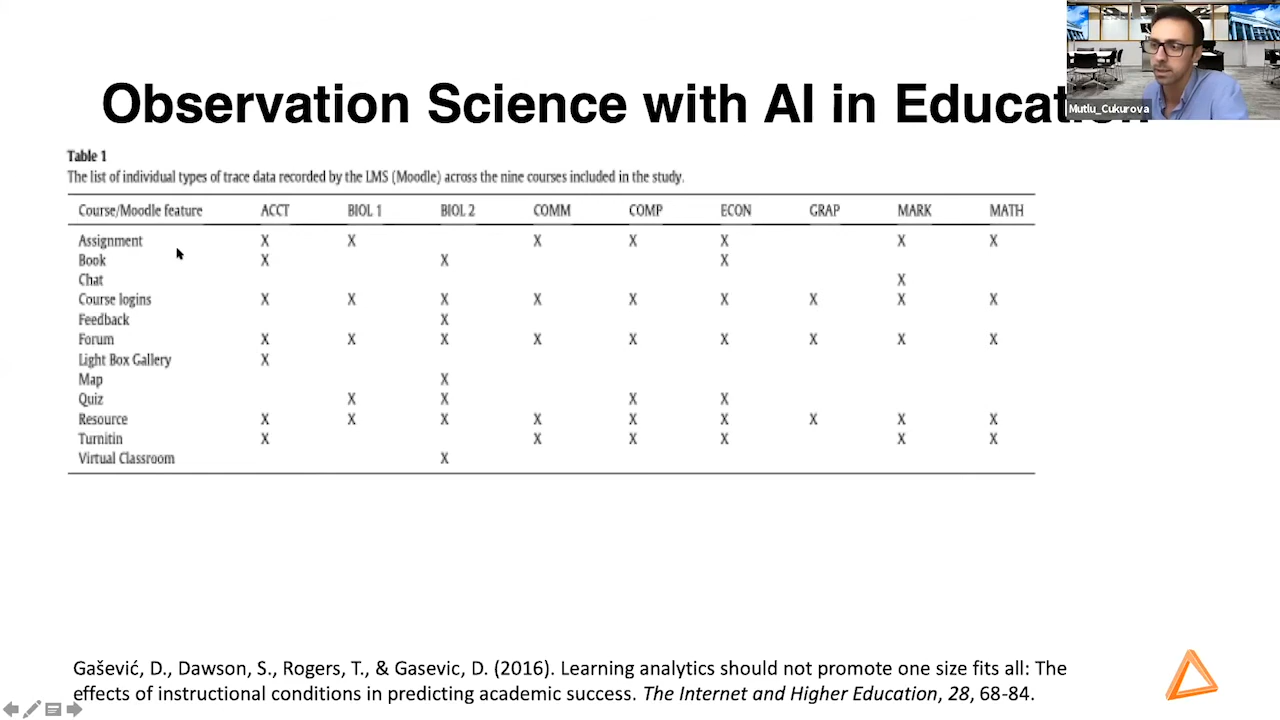 Observation Science with AI in Education
Mutlu_Cukurova
Table 1
The list of individual types of trace data recorded by the LMS (Moodle) across the nine courses included in the study.
Course/Moodle feature ACCT BIOL 1 BIOL 2 COMM COMP ECON GRAP MARK MATH
Assignment X X X X X X X
Book X X X
Chat X
Course logins X X X X X X X X X
Feedback X
Forum X X X X X X X X X
Light Box Gallery X
Map X
Quiz X X X X
Resource X X X X X X X X X
Turnitin X X X X X X
Virtual Classroom X
Gašević, D., Dawson, S., Rogers, T., & Gasevic, D. (2016). Learning analytics should not promote one size fits all: The
effects of instructional conditions in predicting academic success. The Internet and Higher Education, 28, 68-84.